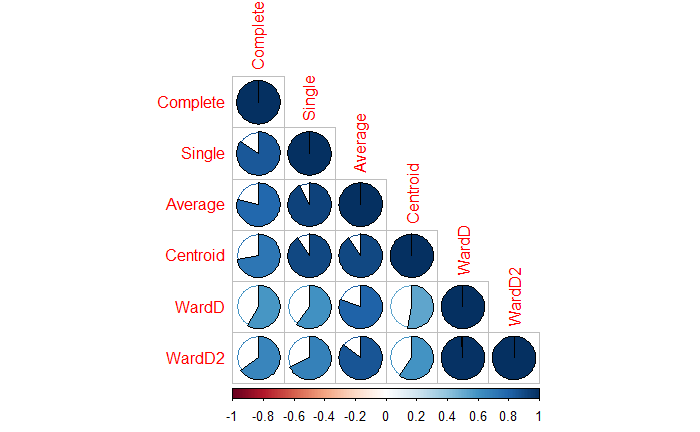 Complete
Single
Average
Centroid
WardD
WardD2
Complete
Single
Average
Centroid
WardD
WardD2
-1 -0.8 -0.6 -0.4 -0.2 0 0.2 0.4 0.6 0.8 1